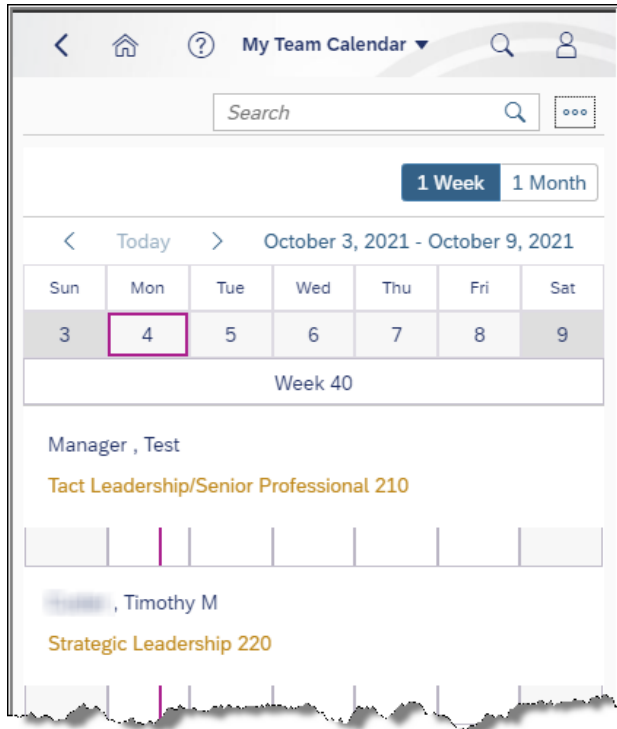 My Team Calendar
Search
1 Week 1 Month
Today October 3, 2021 - October 9, 2021
Sun Mon Tue Wed Thu Fri Sat
3 4 5 6 7 8 9
Week 40
Manager , Test
Tact Leadership/Senior Professional 210
, Timothy M
Strategic Leadership 220